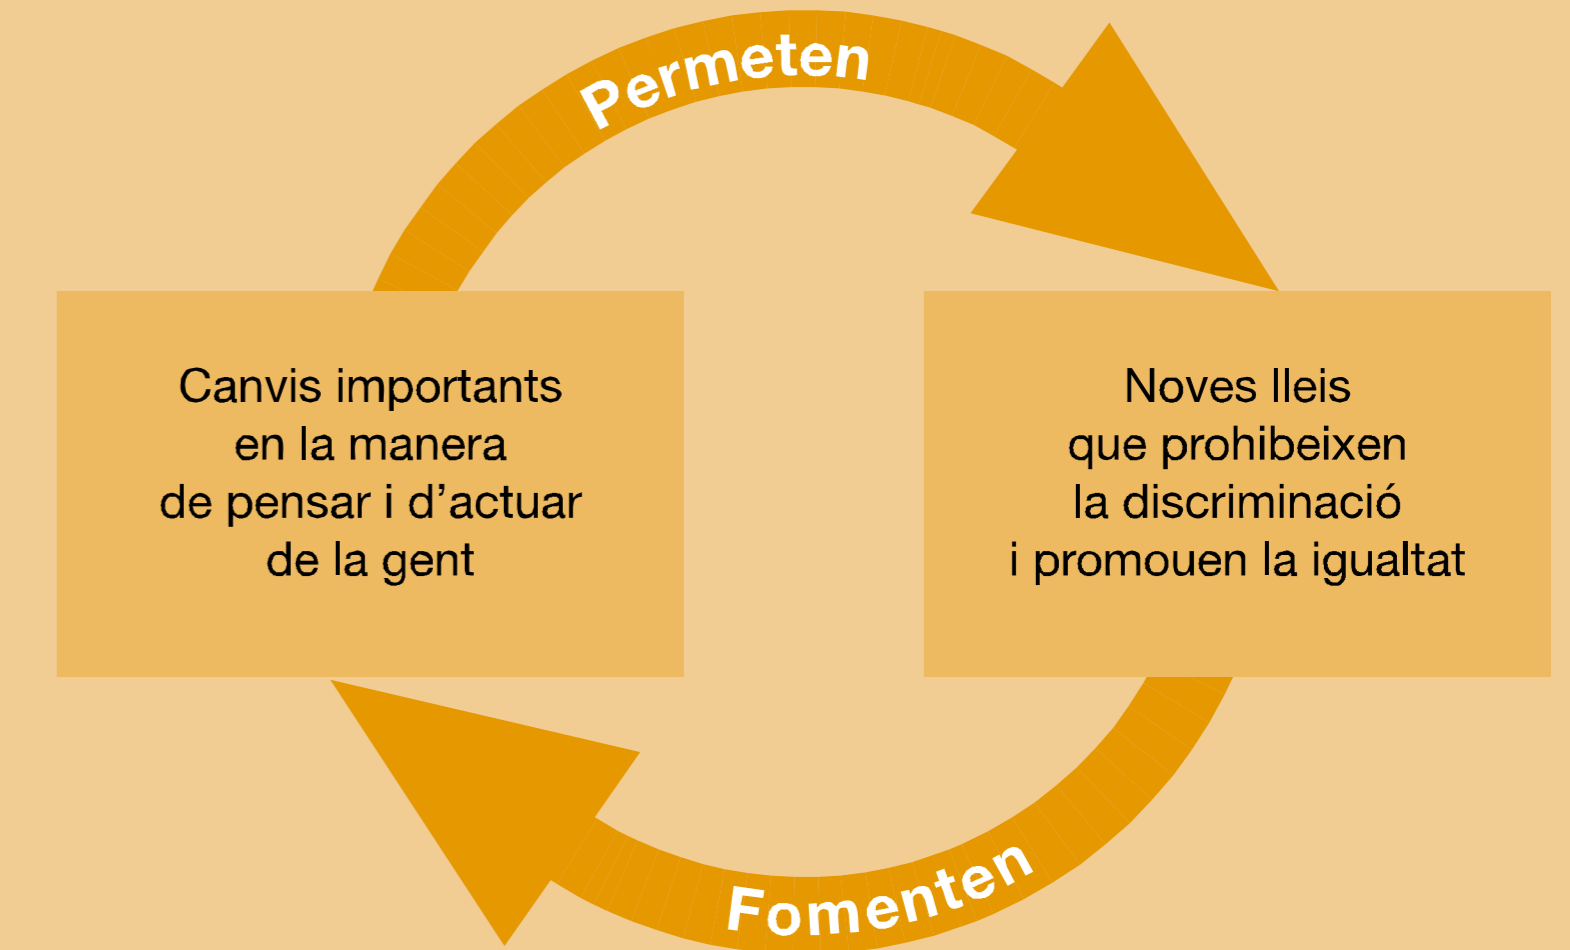 Permeten
Canvis importants
en la manera
de pensar i d’actuar
de la gent
Noves lleis
que prohibeixen
la discriminació
i promouen la igualtat
Fomenten